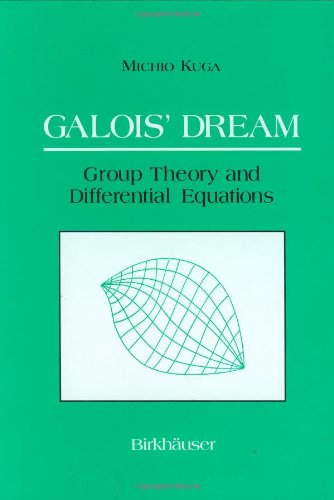 MICHIO KUGA
GALOIS' DREAM
Group Theory and
Differential Equations
Birkhäuser